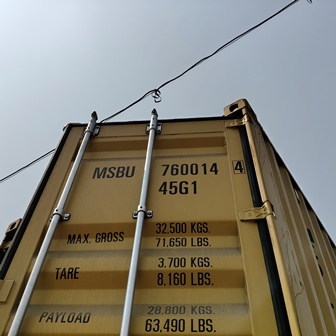 MSBU 760014 4
45G1
MAX. GROSS 32.500 KGS.
71.650 LBS.
TARE 3.700 KGS.
8.160 LBS.
PAYLOAD 28.800 KGS.
63.490 LBS.